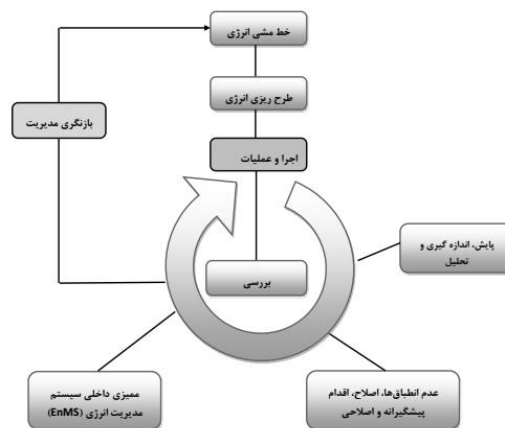 خط مشی انرژی
طرح ریزی انرژی
بازنگری مدیریت
اجرا و عملیات
پایش، اندازه گیری و
تحلیل
بررسی
عدم انطباق‌ها، اصلاح، اقدام
پیشگیرانه و اصلاحی
ممیزی داخلی سیستم
مدیریت انرژی (EnMS)